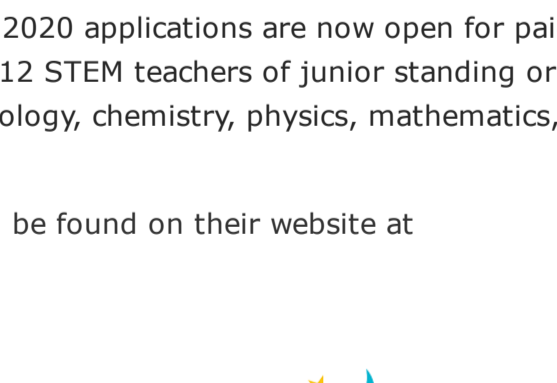 2020 applications are now open for pai
12 STEM teachers of junior standing or
ology, chemistry, physics, mathematics,
be found on their website at